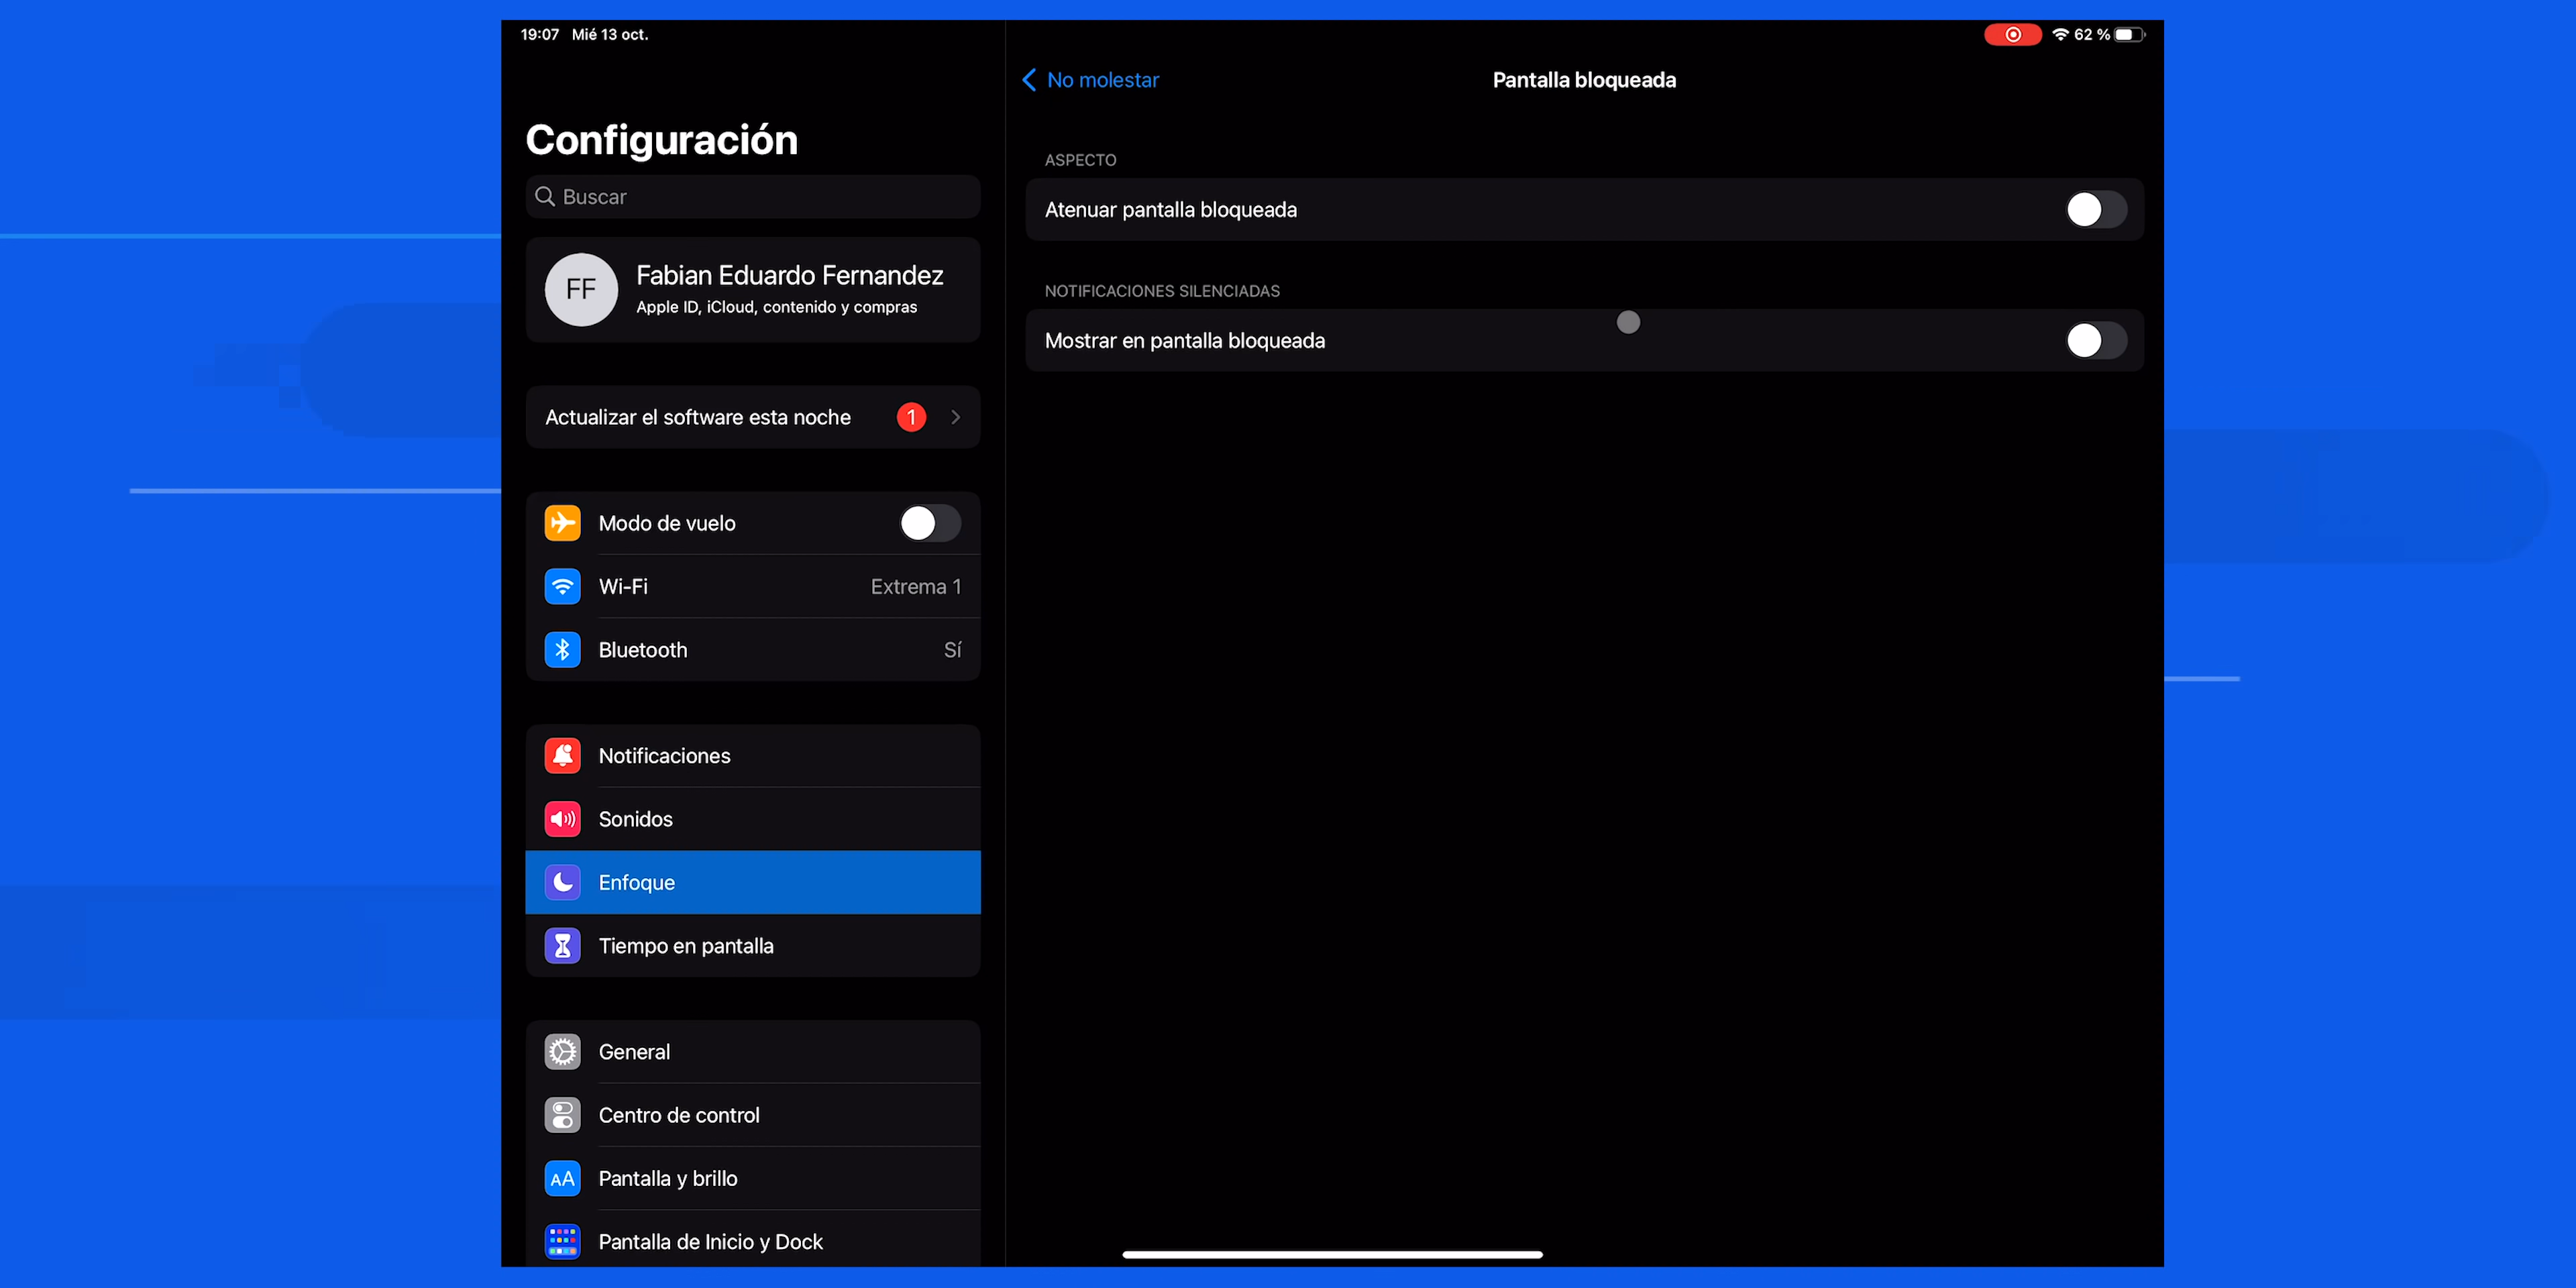 19:07 Mié 13 oct.
62 %
Configuración
Buscar
FF
Fabian Eduardo Fernandez
Apple ID, iCloud, contenido y compras
Actualizar el software esta noche 1
Modo de vuelo
Wi-Fi Extrema 1
Bluetooth Sí
Notificaciones
Sonidos
Enfoque
Tiempo en pantalla
General
Centro de control
AA Pantalla y brillo
Pantalla de Inicio y Dock
No molestar
Pantalla bloqueada
ASPECTO
Atenuar pantalla bloqueada
NOTIFICACIONES SILENCIADAS
Mostrar en pantalla bloqueada